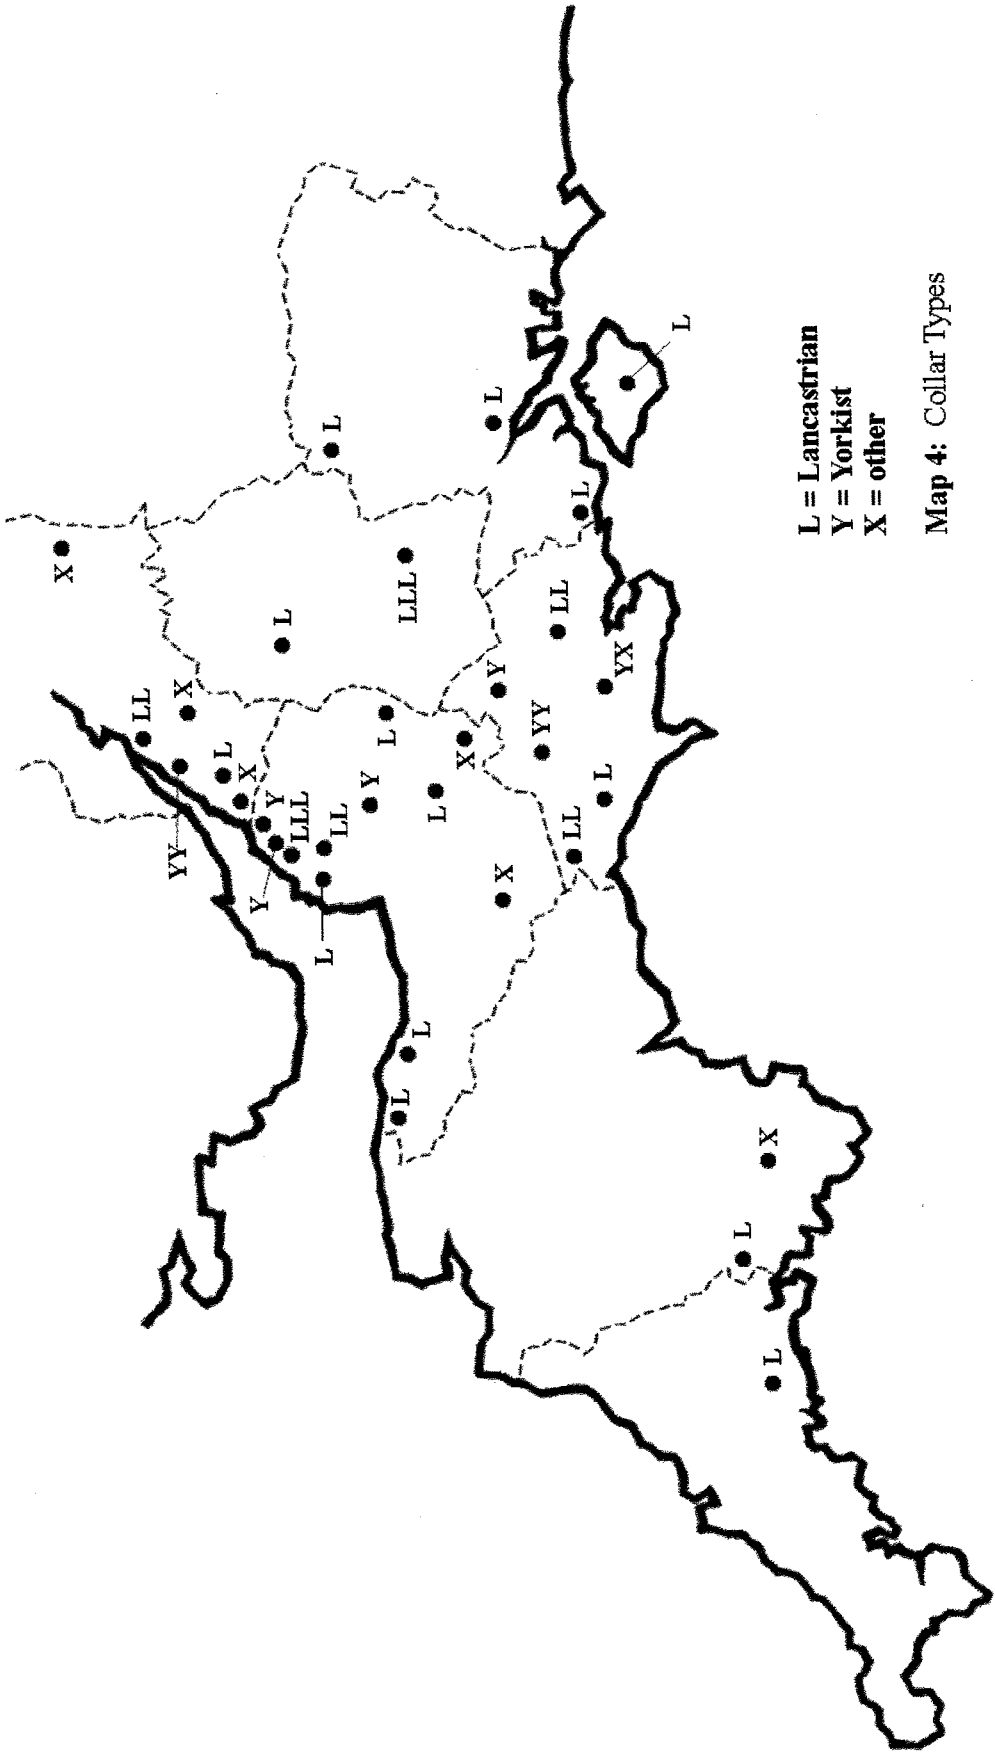 X
LL
YY
X
L
X
Y
Y
L
LLL
L
L
LL
Y
L
L
LLL
L
L
X
L
Y
X
YY
LL
LL
L
L
YX
L
L
X
L
L = Lancastrian
Y = Yorkist
X = other
Map 4: Collar Types